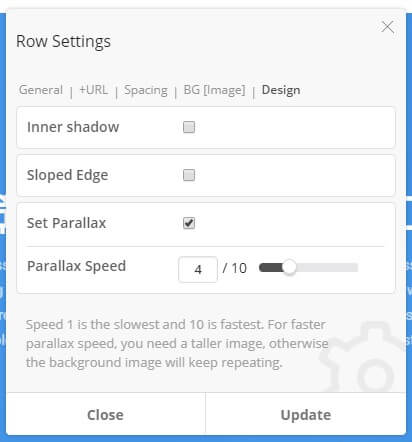 Row Settings
General | +URL | Spacing | BG [Image] | Design
Inner shadow
Sloped Edge
Set Parallax
Parallax Speed 4 / 10
Speed 1 is the slowest and 10 is fastest. For faster
parallax speed, you need a taller image, otherwise
the background image will keep repeating.
Close Update